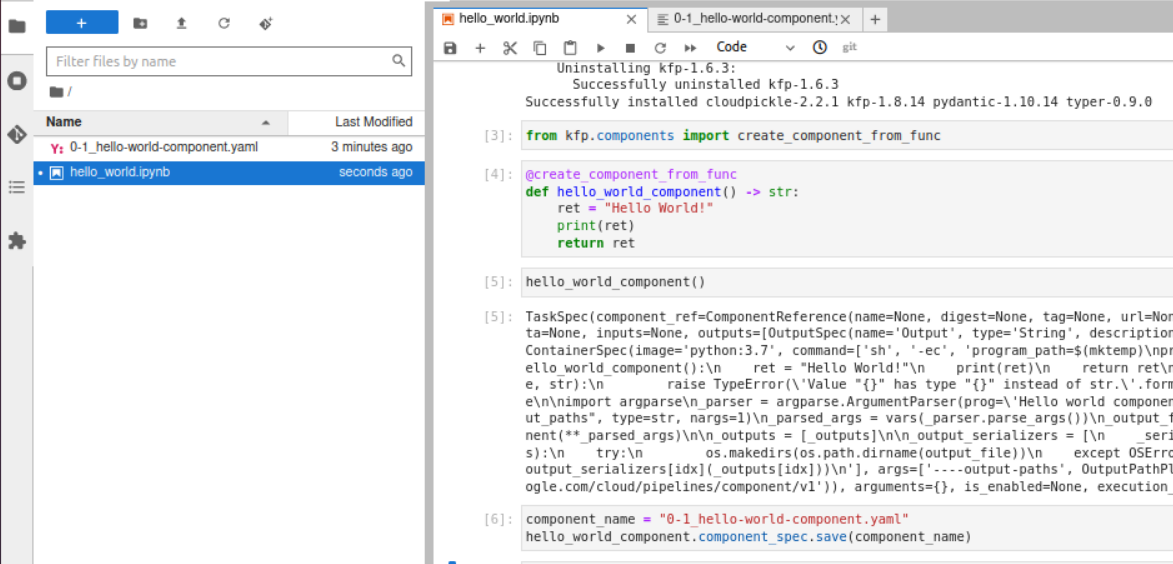 +
Filter files by name
/
Name Last Modified
Y: 0-1_hello-world-component.yaml 3 minutes ago
hello_world.ipynb seconds ago
hello_world.ipynb × 0-1_hello-world-component.y × +
Code git
Uninstalling kfp-1.6.3:
Successfully uninstalled kfp-1.6.3
Successfully installed cloudpickle-2.2.1 kfp-1.8.14 pydantic-1.10.14 typer-0.9.0
[3]: from kfp.components import create_component_from_func
[4]: @create_component_from_func
def hello_world_component() -> str:
ret = "Hello World!"
print(ret)
return ret
[5]: hello_world_component()
[5]: TaskSpec(component_ref=ComponentReference(name=None, digest=None, tag=None, url=Non
ta=None, inputs=None, outputs=[OutputSpec(name='Output', type='String', description
ContainerSpec(image='python:3.7', command=['sh', '-ec', 'program_path=$(mktemp)\npr
ello_world_component():\n    ret = "Hello World!"\n    print(ret)\n    return ret\n
e, str):\n        raise TypeError(\'Value "{}" has type "{}" instead of str.\'.form
e\n\nimport argparse\n_parser = argparse.ArgumentParser(prog=\'Hello world componen
ut_paths", type=str, nargs=1)\n_parsed_args = vars(_parser.parse_args())\n_output_f
nent(**_parsed_args)\n\n_outputs = [_outputs]\n\n_output_serializers = [\n    _seri
s):\n    try:\n        os.makedirs(os.path.dirname(output_file))\n    except OSErro
output_serializers[idx](_outputs[idx]))\n'], args=['----output-paths', OutputPathPl
ogle.com/cloud/pipelines/component/v1')), arguments={}, is_enabled=None, execution_
[6]: component_name = "0-1_hello-world-component.yaml"
hello_world_component.component_spec.save(component_name)